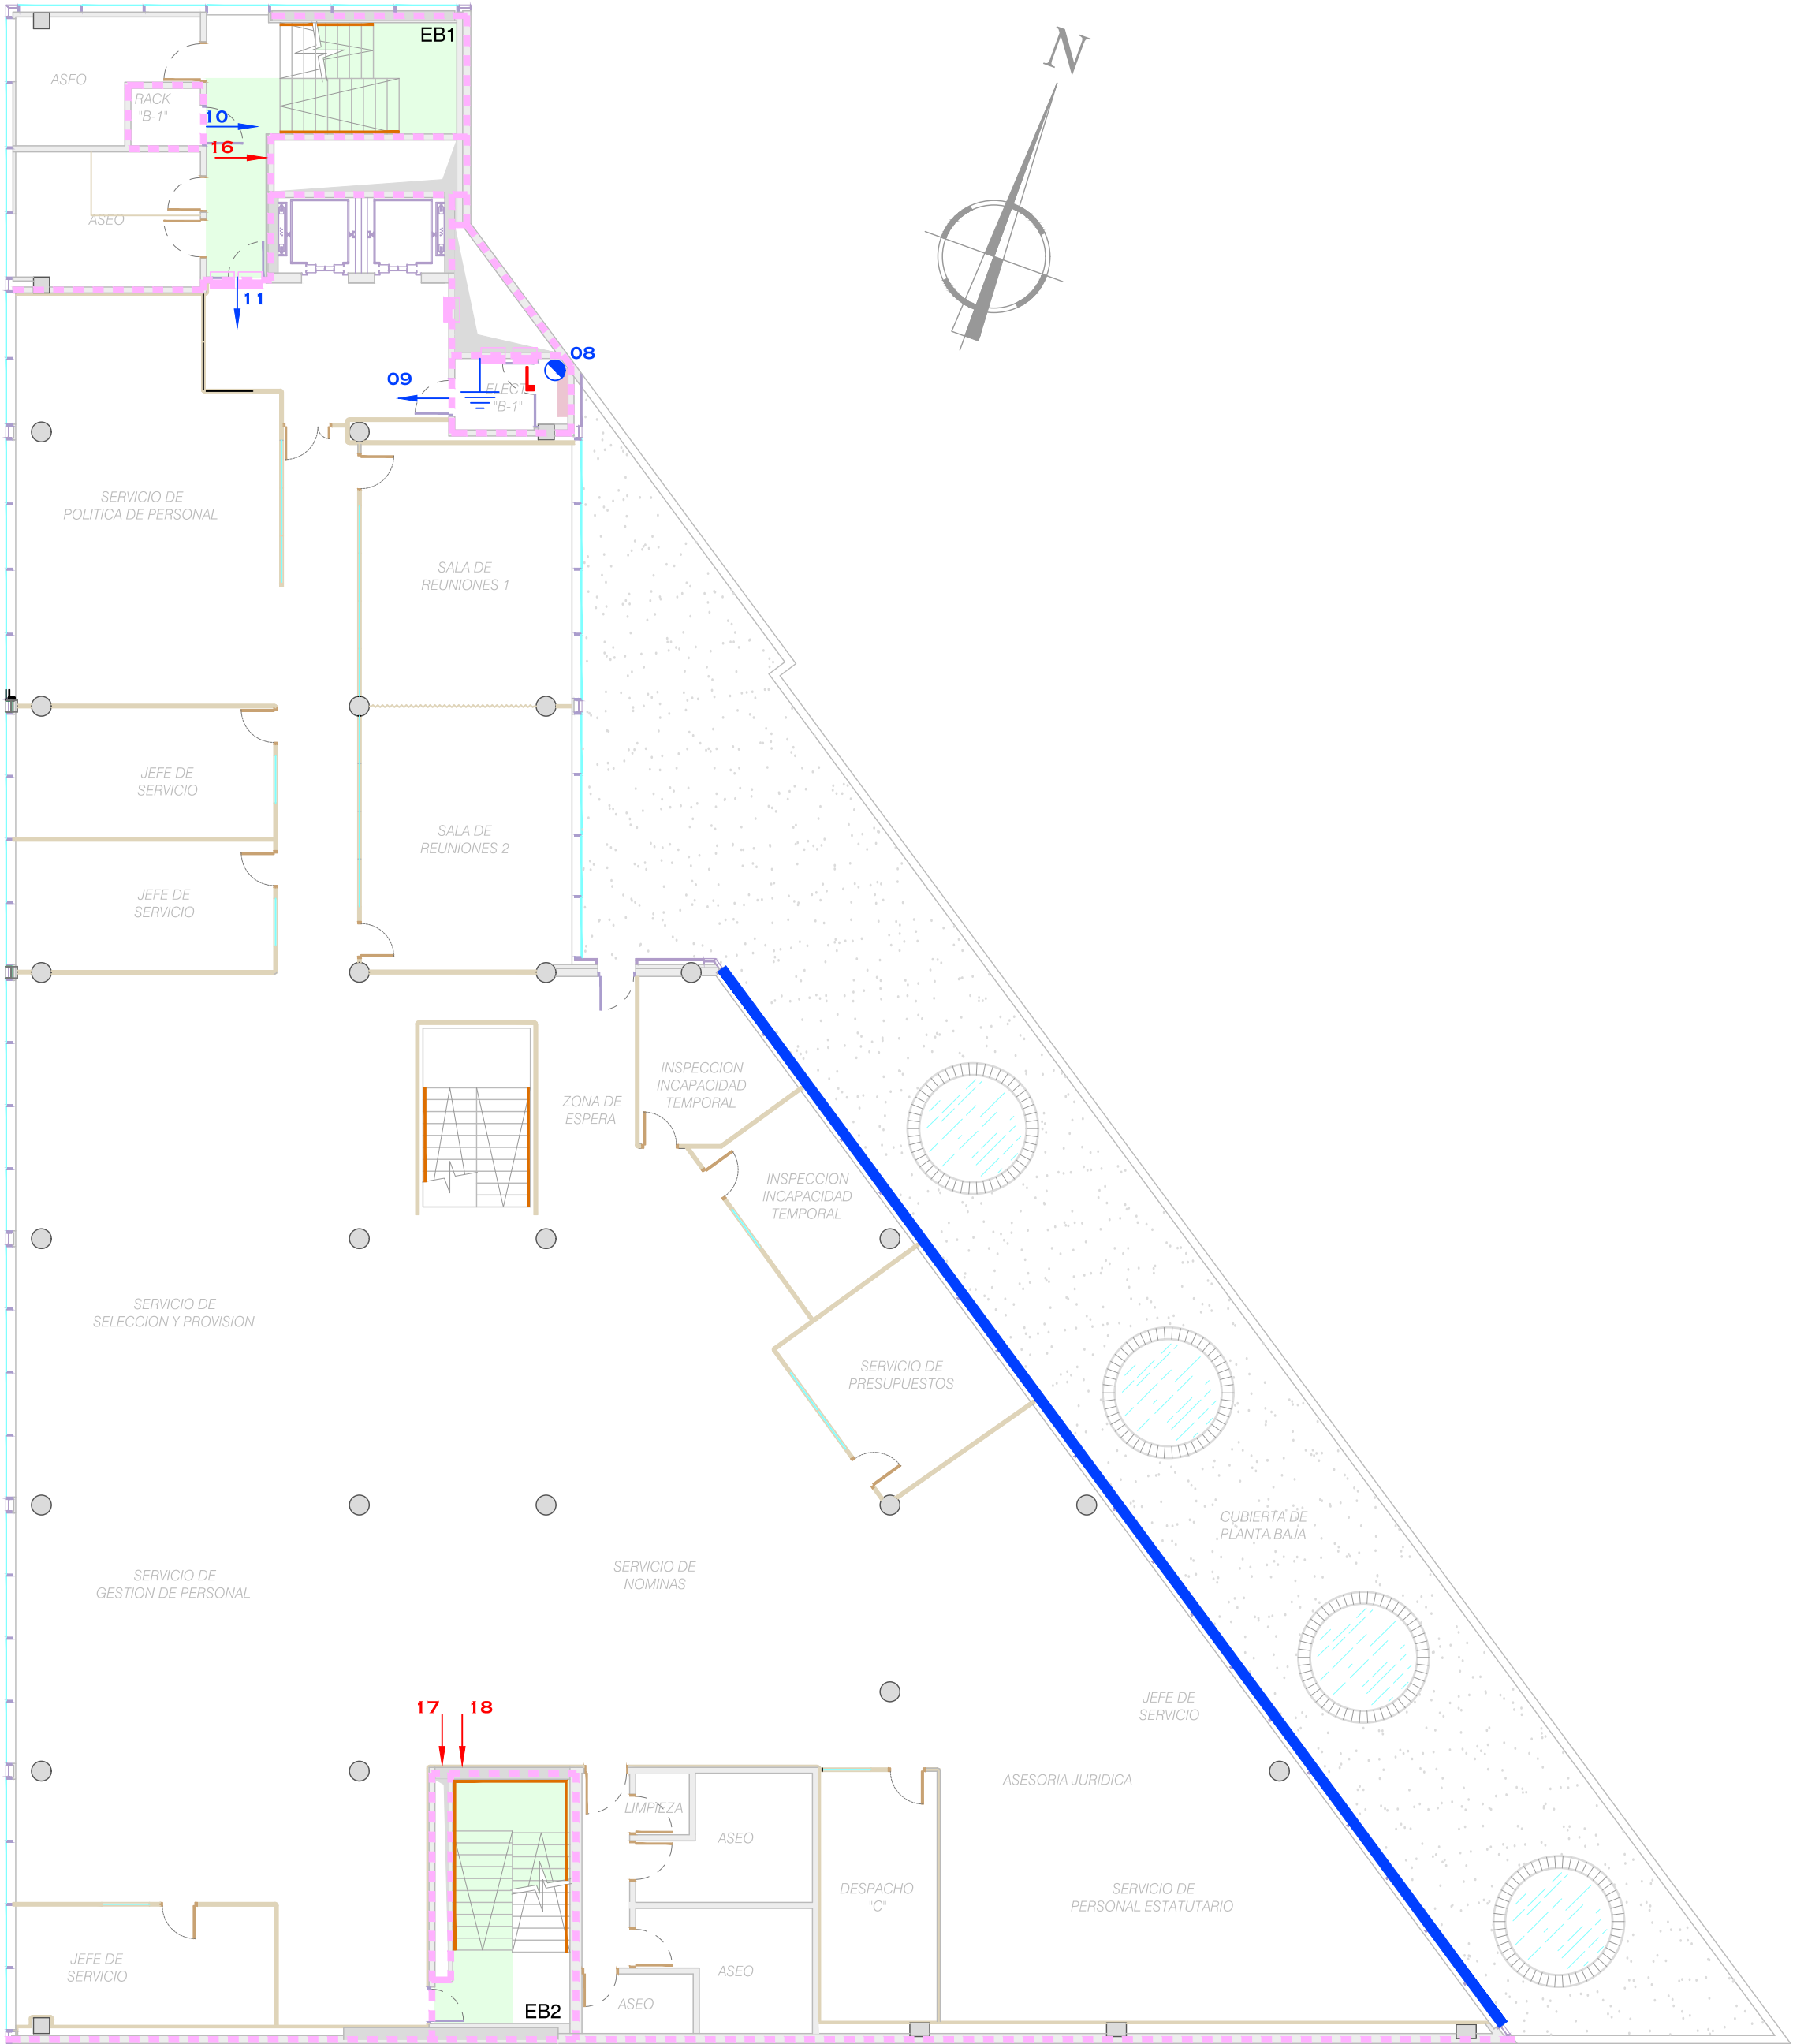 EB1
N
ASEO
RACK
"B-1"
10
16
ASEO
11
08
09
ELECT.
"B-1"
SERVICIO DE
POLITICA DE PERSONAL
SALA DE
REUNIONES 1
JEFE DE
SERVICIO
SALA DE
REUNIONES 2
JEFE DE
SERVICIO
INSPECCION
INCAPACIDAD
TEMPORAL
ZONA DE
ESPERA
INSPECCION
INCAPACIDAD
TEMPORAL
SERVICIO DE
SELECCION Y PROVISION
SERVICIO DE
PRESUPUESTOS
CUBIERTA DE
PLANTA BAJA
SERVICIO DE
GESTION DE PERSONAL
SERVICIO DE
NOMINAS
17
18
JEFE DE
SERVICIO
ASESORIA JURIDICA
LIMPIEZA
ASEO
DESPACHO
"C"
SERVICIO DE
PERSONAL ESTATUTARIO
JEFE DE
SERVICIO
ASEO
ASEO
EB2